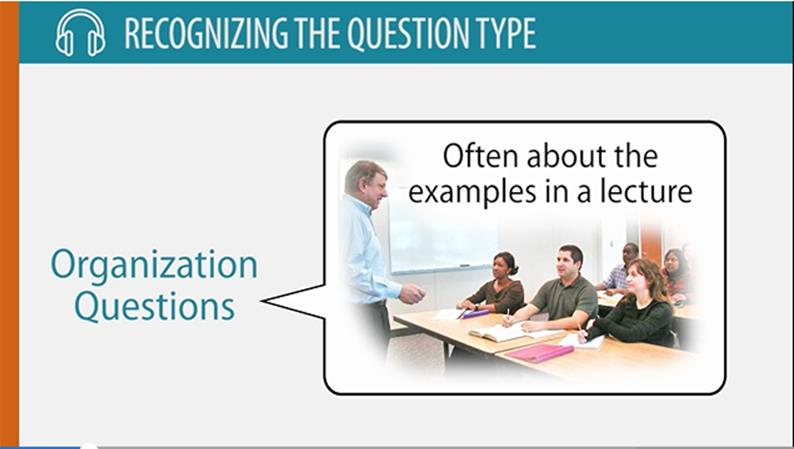 RECOGNIZING THE QUESTION TYPE
Often about the
examples in a lecture
Organization
Questions